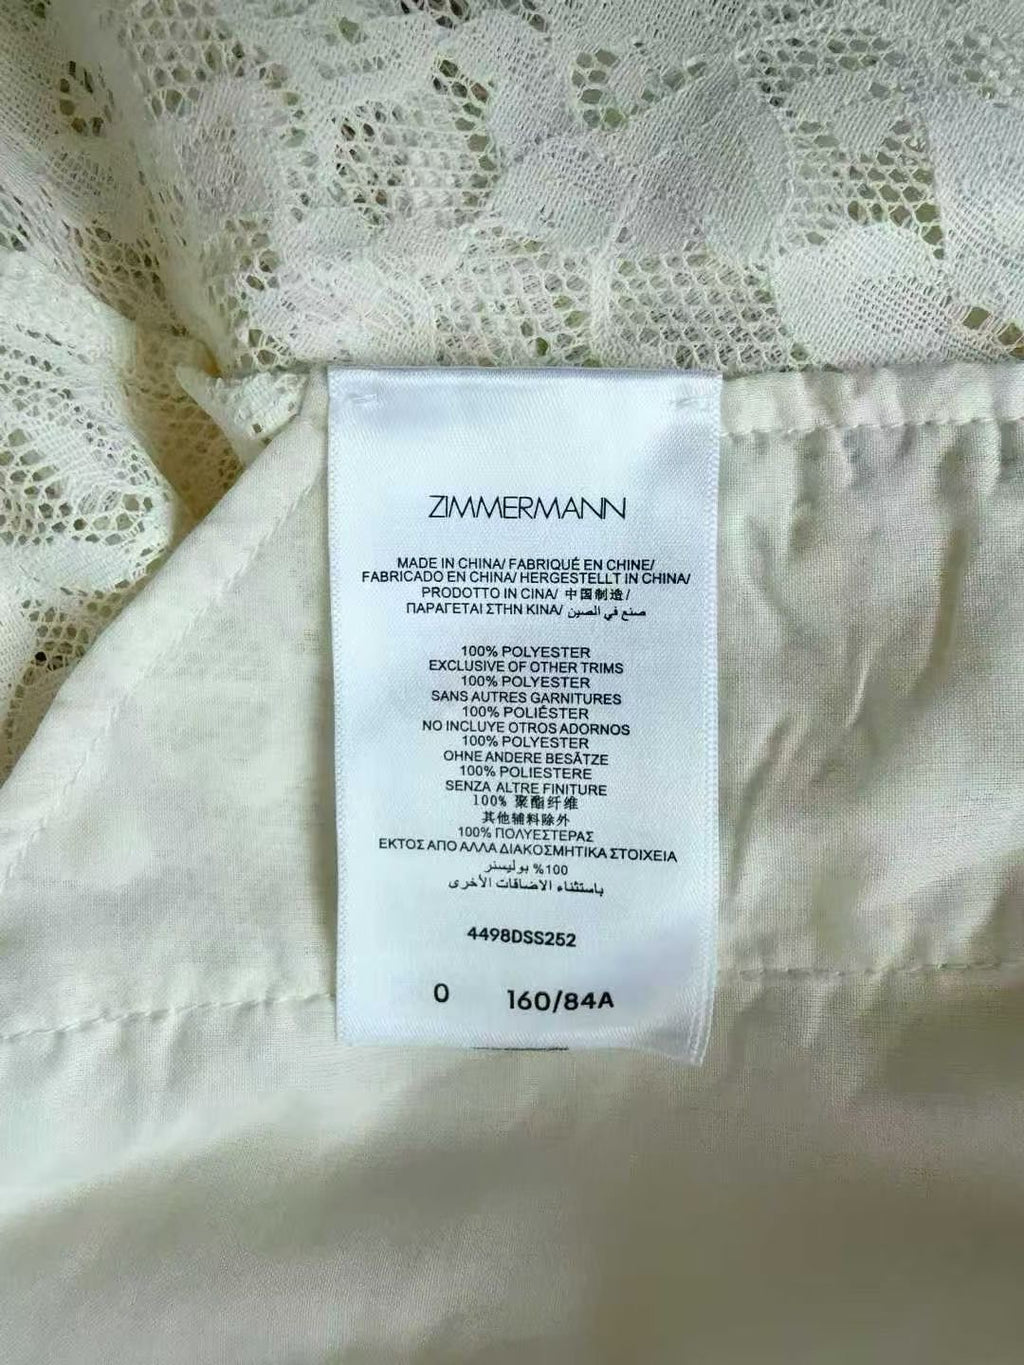 ZIMMERMANN
MADE IN CHINA/ FABRIQUÉ EN CHINE/
FABRICADO EN CHINA/ HERGESTELLT IN CHINA/
PRODOTTO IN CINA/ 中国制造/
ΠΑΡΑΓΕΤΑΙ ΣΤΗΝ ΚΙΝΑ/ صنع في الصين
100% POLYESTER
EXCLUSIVE OF OTHER TRIMS
100% POLYESTER
SANS AUTRES GARNITURES
100% POLIÉSTER
NO INCLUYE OTROS ADORNOS
100% POLYESTER
OHNE ANDERE BESÄTZE
100% POLIESTERE
SENZA ALTRE FINITURE
100% 聚酯纤维
其他辅料除外
100% ΠΟΛΥΕΣΤΕΡΑΣ
ΕΚΤΟΣ ΑΠΟ ΑΛΛΑ ΔΙΑΚΟΣΜΗΤΙΚΑ ΣΤΟΙΧΕΙΑ
100% بوليستر
باستثناء الاضافات الأخرى
4498DSS252
0 160/84A